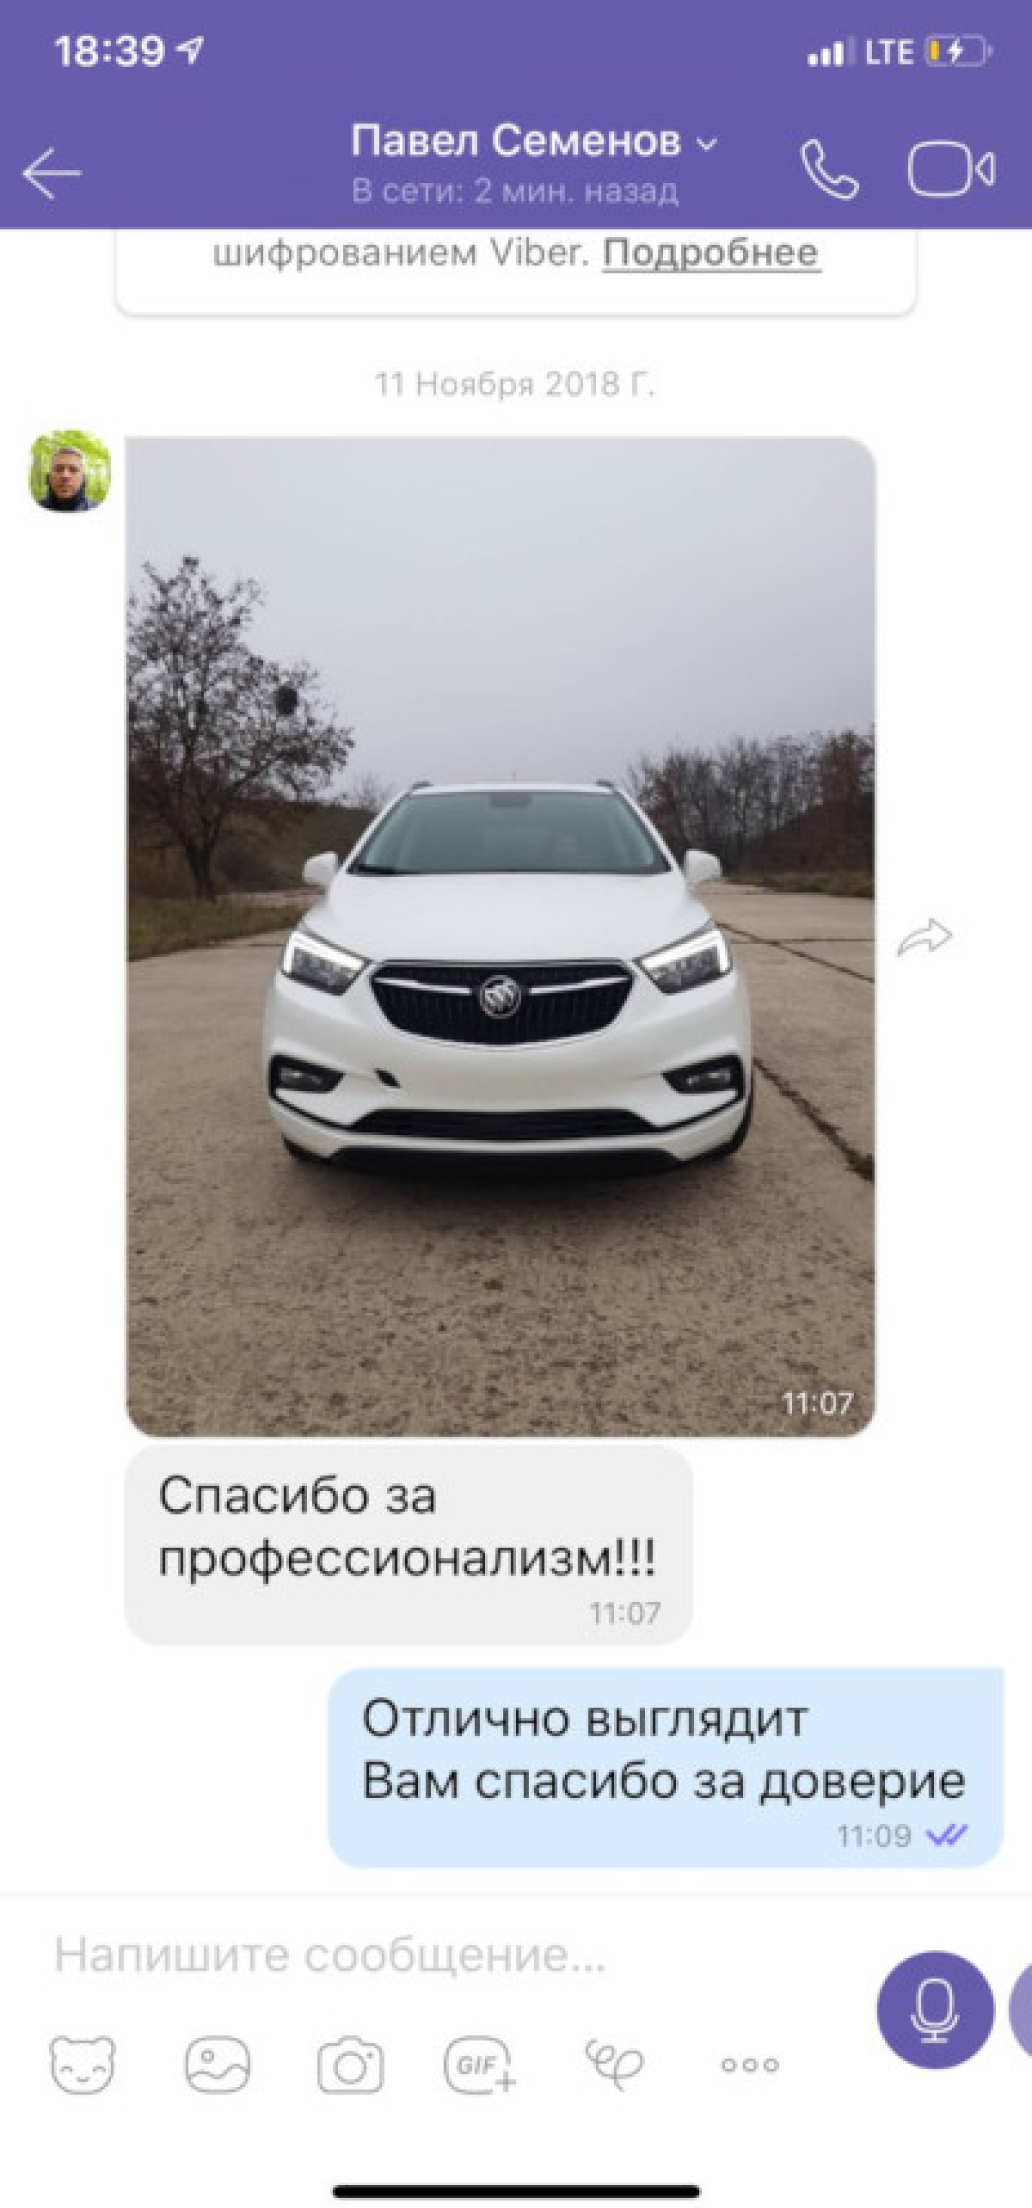 18:39
LTE
Павел Семенов
В сети: 2 мин. назад
шифрованием Viber. Подробнее
11 Ноября 2018 Г.
11:07
Спасибо за
профессионализм!!!
11:07
Отлично выглядит
Вам спасибо за доверие
11:09
Напишите сообщение...
GIF